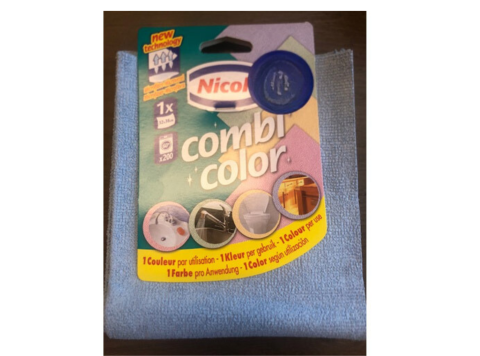 new
technology
Nicol
1x
x200
combi
color
1 Couleur par utilisation - 1 Kleur per gebruik - 1 Colour per use
1 Farbe pro Anwendung - 1 Color según utilización